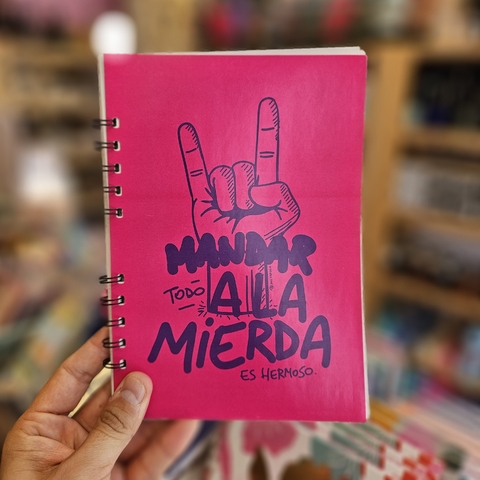 MANDAR
TODO A LA
MIERDA
ES HERMOSO.